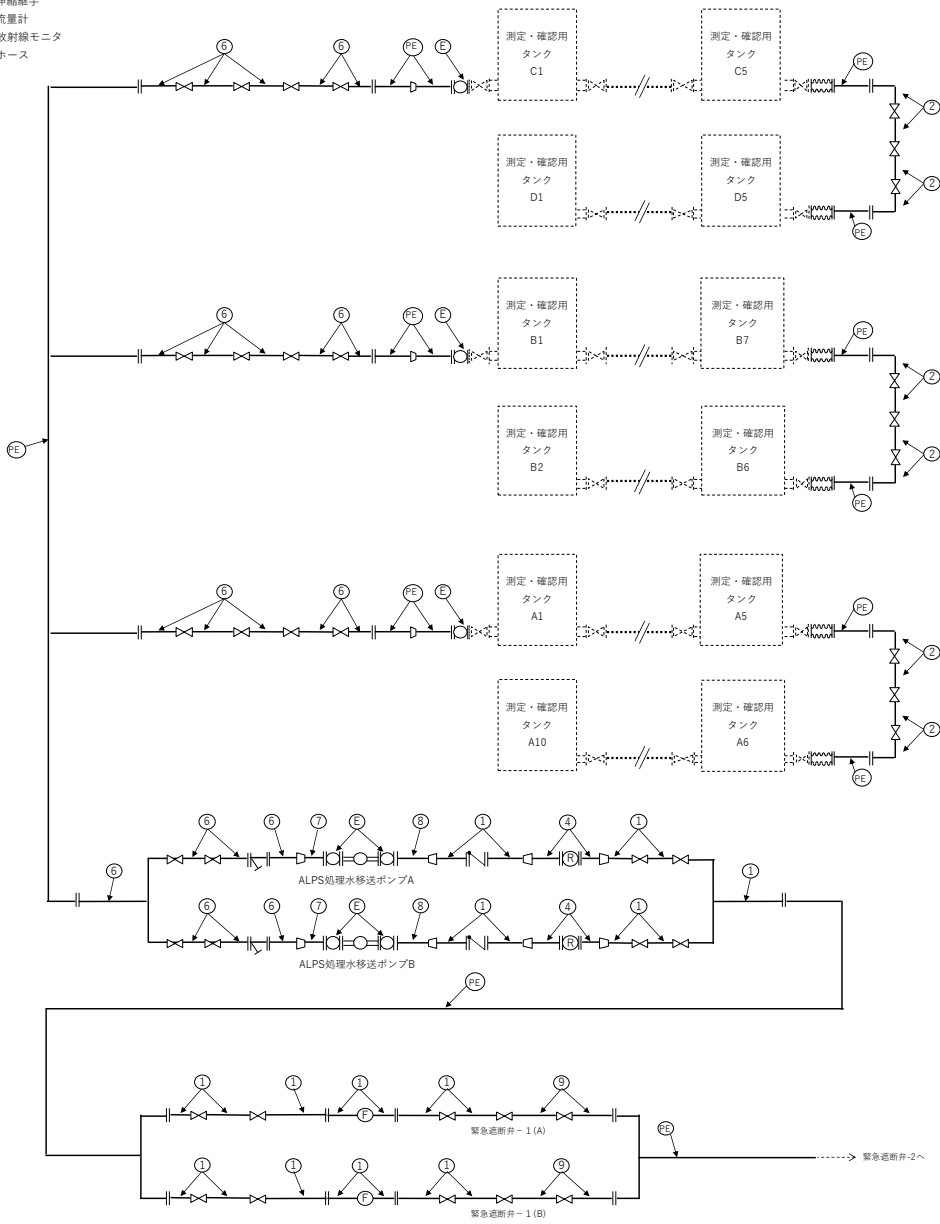 伸縮継手
流量計
放射線モニタ
ホース
6
6
PE
E
測定・確認用
タンク
C1
測定・確認用
タンク
C5
PE
2
測定・確認用
タンク
D1
測定・確認用
タンク
D5
2
PE
6
6
PE
E
測定・確認用
タンク
B1
測定・確認用
タンク
B7
PE
2
PE
測定・確認用
タンク
B2
測定・確認用
タンク
B6
2
PE
6
6
PE
E
測定・確認用
タンク
A1
測定・確認用
タンク
A5
PE
2
測定・確認用
タンク
A10
測定・確認用
タンク
A6
2
PE
6
6
6
7
E
8
1
4
1
1
R
ALPS処理水移送ポンプA
6
6
7
E
8
1
4
1
R
ALPS処理水移送ポンプB
PE
1
1
1
1
9
F
緊急遮断弁－1 (A)
PE
緊急遮断弁-2へ
1
1
1
1
9
F
緊急遮断弁－1 (B)